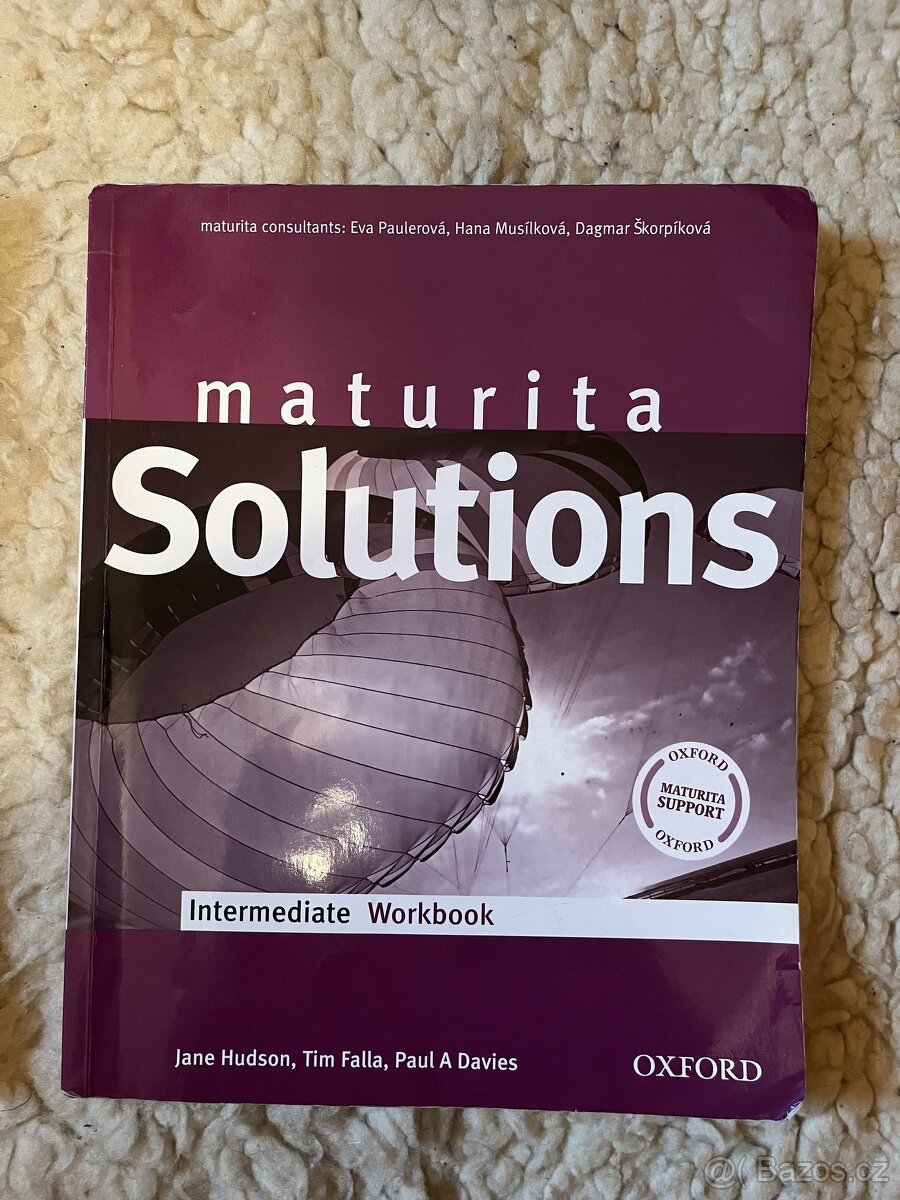 maturita consultants: Eva Paulerová, Hana Musílková, Dagmar Škorpíková
maturita
Solutions
OXFORD
MATURITA
SUPPORT
OXFORD
Intermediate Workbook
Jane Hudson, Tim Falla, Paul A Davies
OXFORD
@( Bazos.cz